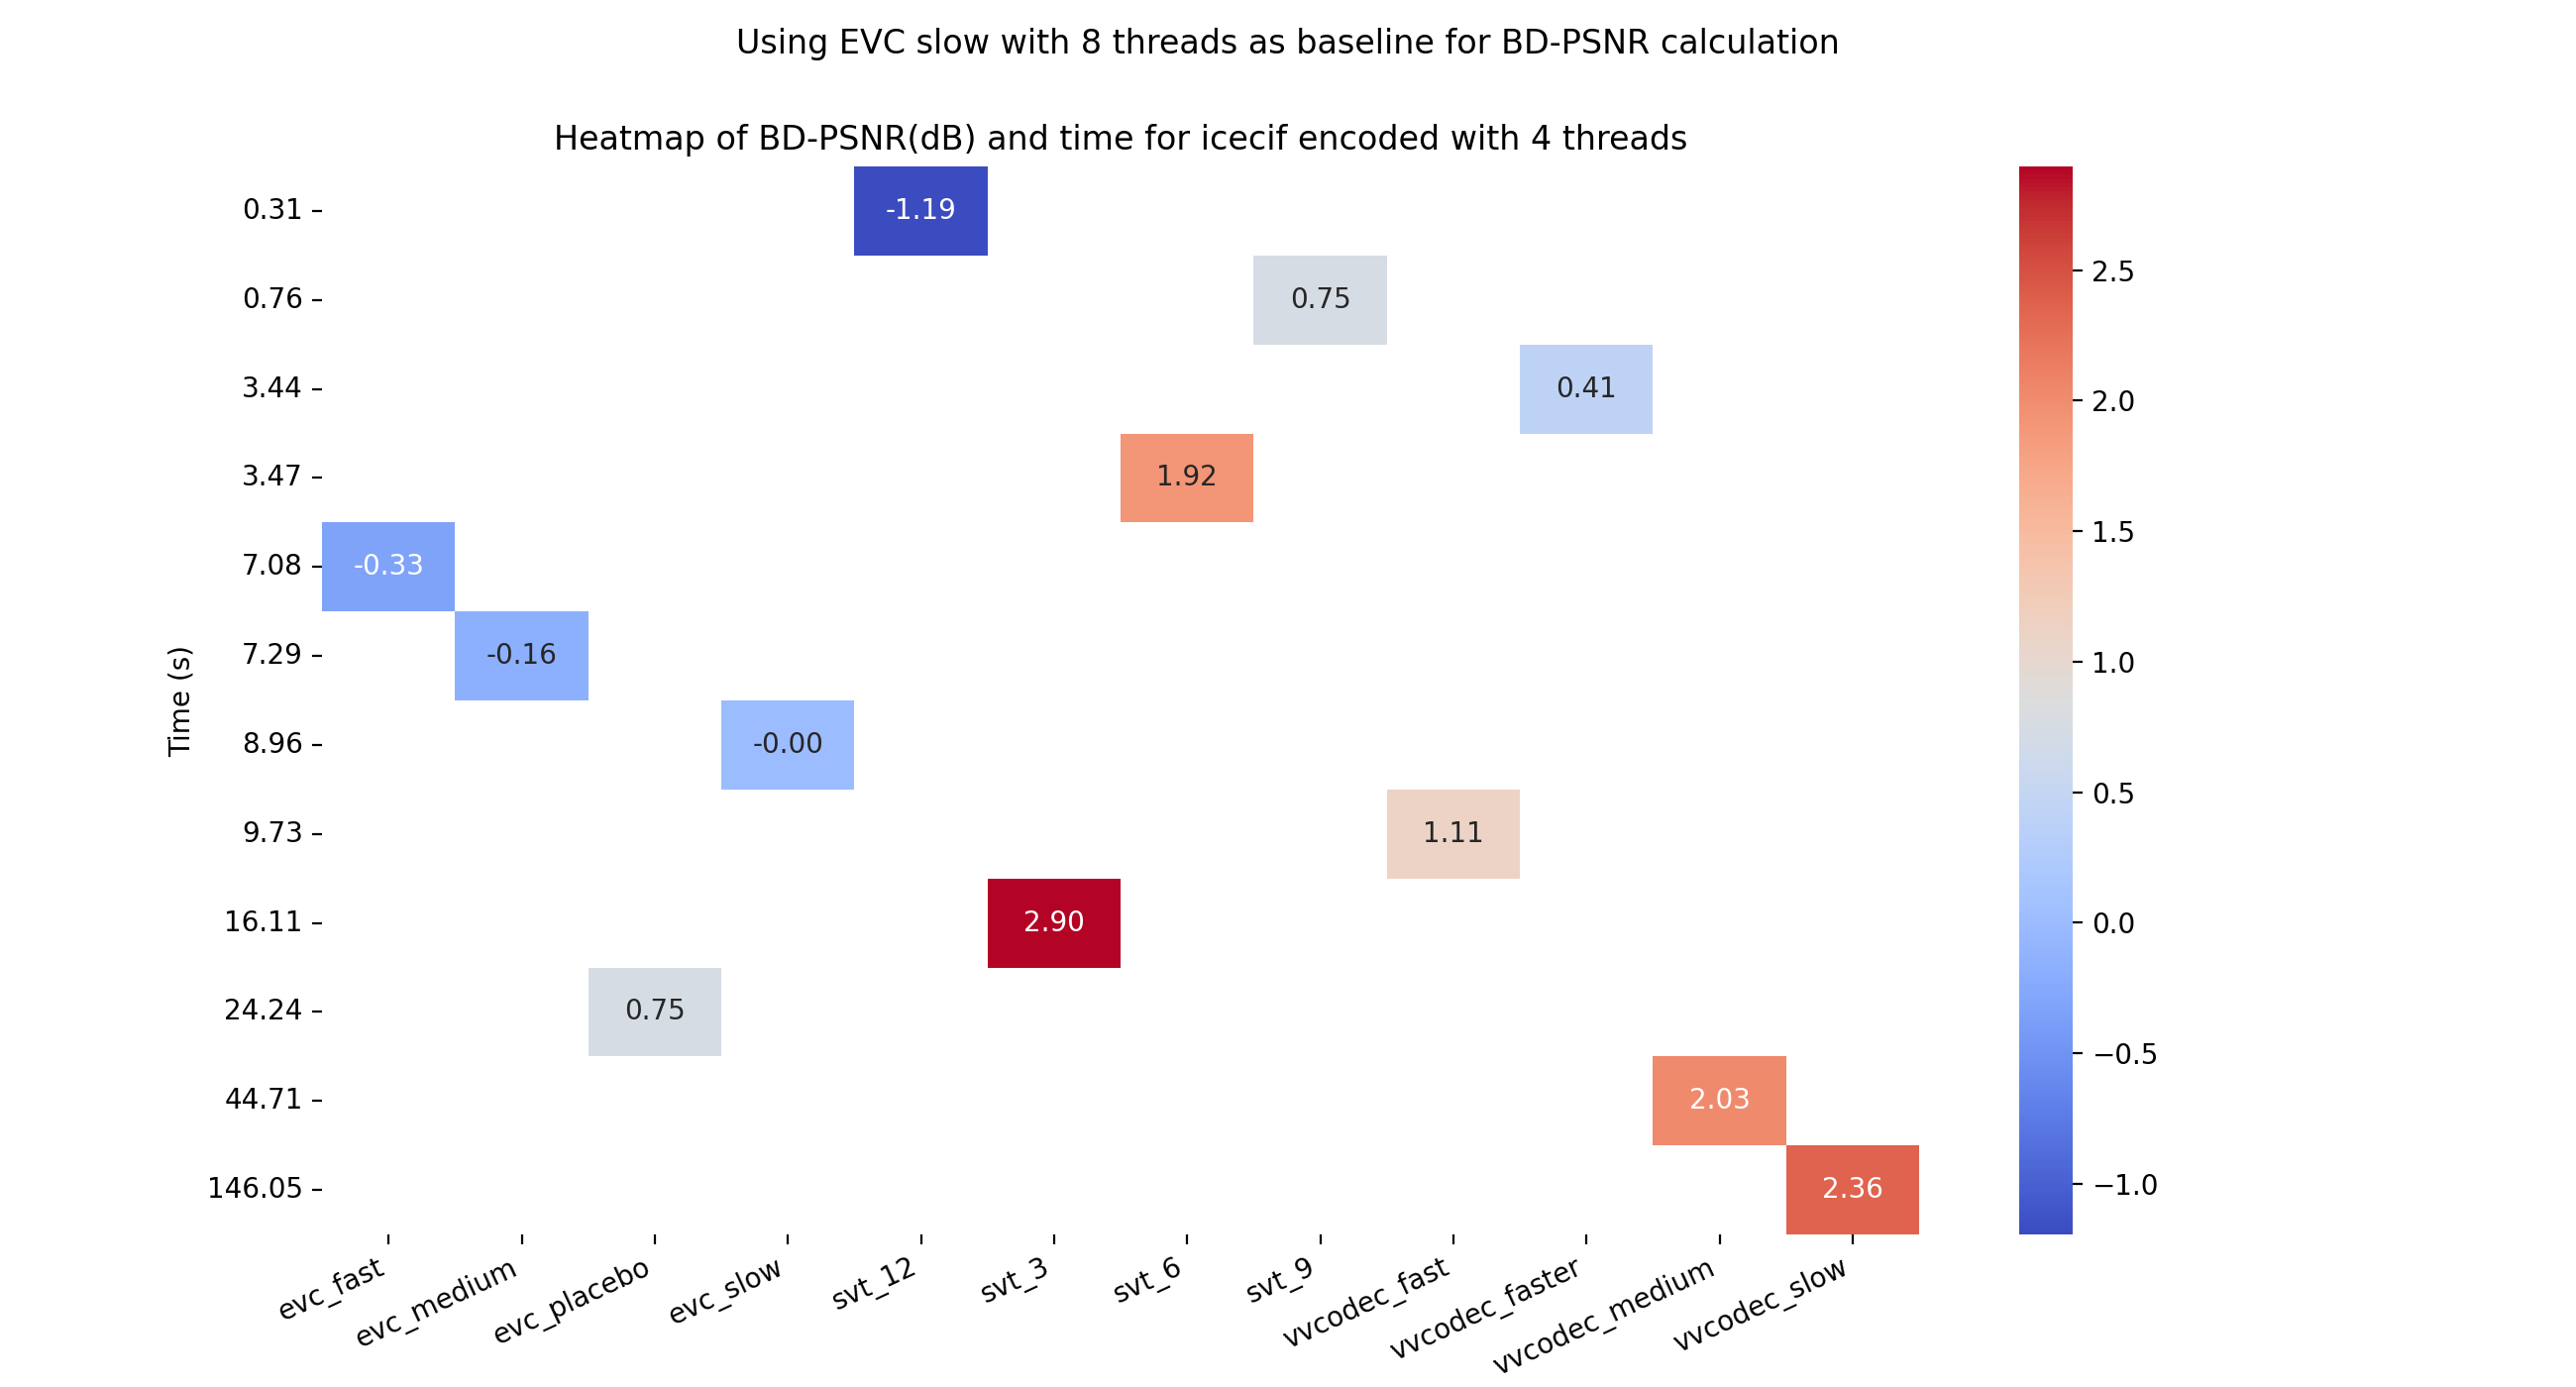 Using EVC slow with 8 threads as baseline for BD-PSNR calculation
Heatmap of BD-PSNR(dB) and time for icecif encoded with 4 threads
Time (s)
0.31
-1.19
0.76
0.75
3.44
0.41
3.47
1.92
7.08
-0.33
7.29
-0.16
8.96
-0.00
9.73
1.11
16.11
2.90
24.24
0.75
44.71
2.03
146.05
2.36
evc_fast
evc_medium
evc_placebo
evc_slow
svt_12
svt_3
svt_6
svt_9
vvcodec_fast
vvcodec_faster
vvcodec_medium
vvcodec_slow
2.5
2.0
1.5
1.0
0.5
0.0
−0.5
−1.0